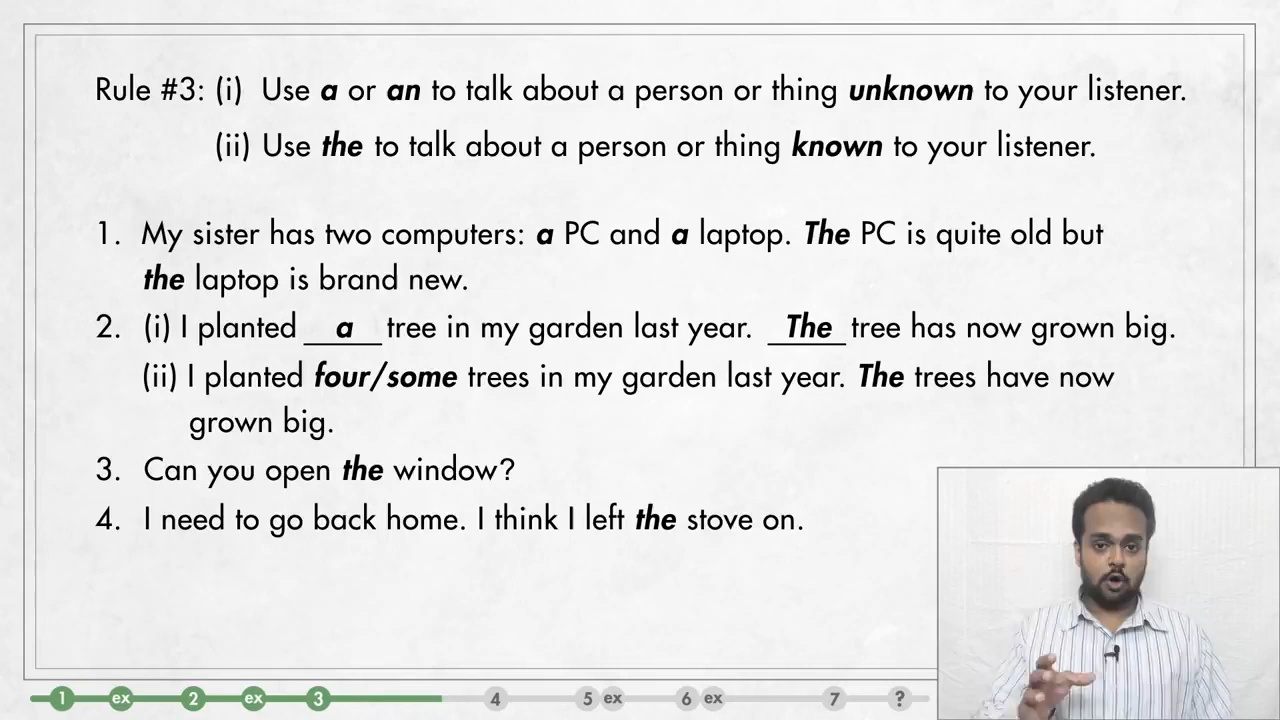 Rule #3: (i) Use a or an to talk about a person or thing unknown to your listener.
(ii) Use the to talk about a person or thing known to your listener.
1. My sister has two computers: a PC and a laptop. The PC is quite old but
the laptop is brand new.
2. (i) I planted a tree in my garden last year. The tree has now grown big.
(ii) I planted four/some trees in my garden last year. The trees have now
grown big.
3. Can you open the window?
4. I need to go back home. I think I left the stove on.
1 ex 2 ex 3 4 5 ex 6 ex 7 ?